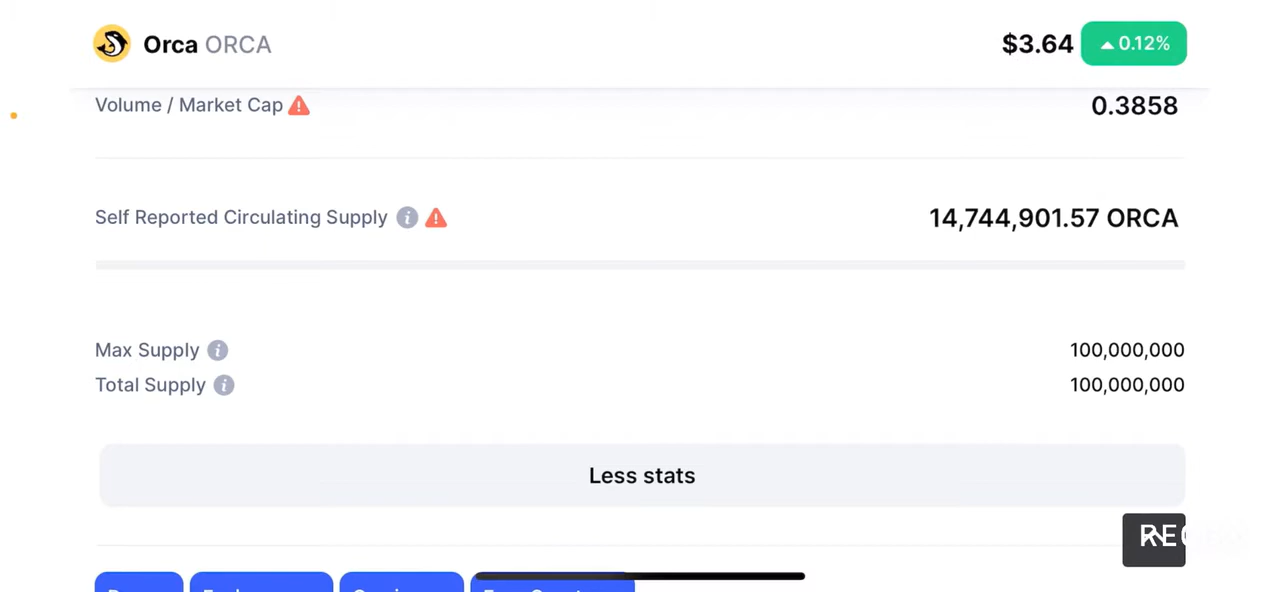 Orca ORCA
$3.64 0.12%
Volume / Market Cap
0.3858
Self Reported Circulating Supply
14,744,901.57 ORCA
Max Supply
100,000,000
Total Supply
100,000,000
Less stats